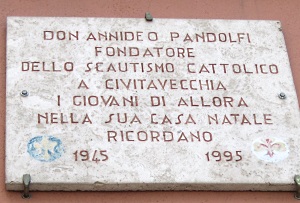 DON ANNIDEO PANDOLFI
FONDATORE
DELLO SCAUTISMO CATTOLICO
A CIVITAVECCHIA
I GIOVANI DI ALLORA
NELLA SUA CASA NATALE
RICORDANO
1945 1995